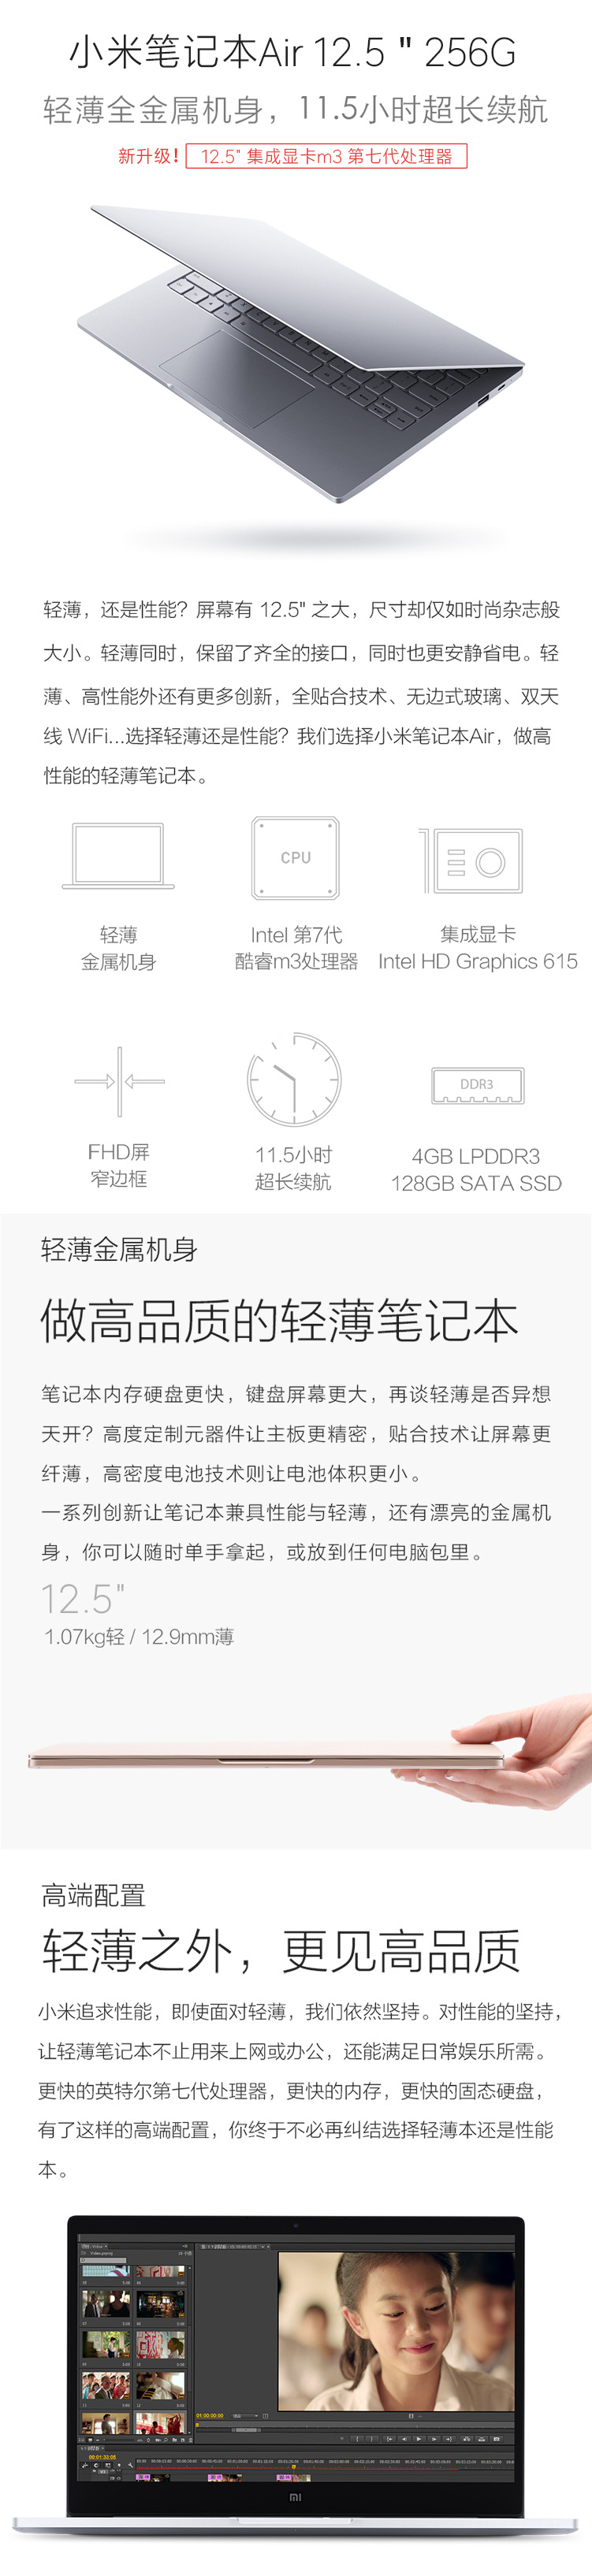 小米笔记本Air 12.5＂256G
轻薄全金属机身，11.5小时超长续航
新升级！ 12.5" 集成显卡m3 第七代处理器
轻薄，还是性能？屏幕有 12.5" 之大，尺寸却仅如时尚杂志般
大小。轻薄同时，保留了齐全的接口，同时也更安静省电。轻
薄、高性能外还有更多创新，全贴合技术、无边式玻璃、双天
线 WiFi...选择轻薄还是性能？我们选择小米笔记本Air，做高
性能的轻薄笔记本。
CPU
轻薄
金属机身
Intel 第7代
酷睿m3处理器
集成显卡
Intel HD Graphics 615
DDR3
FHD屏
窄边框
11.5小时
超长续航
4GB LPDDR3
128GB SATA SSD
轻薄金属机身
做高品质的轻薄笔记本
笔记本内存硬盘更快，键盘屏幕更大，再谈轻薄是否异想
天开？高度定制元器件让主板更精密，贴合技术让屏幕更
纤薄，高密度电池技术则让电池体积更小。
一系列创新让笔记本兼具性能与轻薄，还有漂亮的金属机
身，你可以随时单手拿起，或放到任何电脑包里。
12.5"
1.07kg轻 / 12.9mm薄
高端配置
轻薄之外，更见高品质
小米追求性能，即使面对轻薄，我们依然坚持。对性能的坚持，
让轻薄笔记本不止用来上网或办公，还能满足日常娱乐所需。
更快的英特尔第七代处理器，更快的内存，更快的固态硬盘，
有了这样的高端配置，你终于不必再纠结选择轻薄本还是性能
本。
01:00:00:00
00:01:33:08
mi